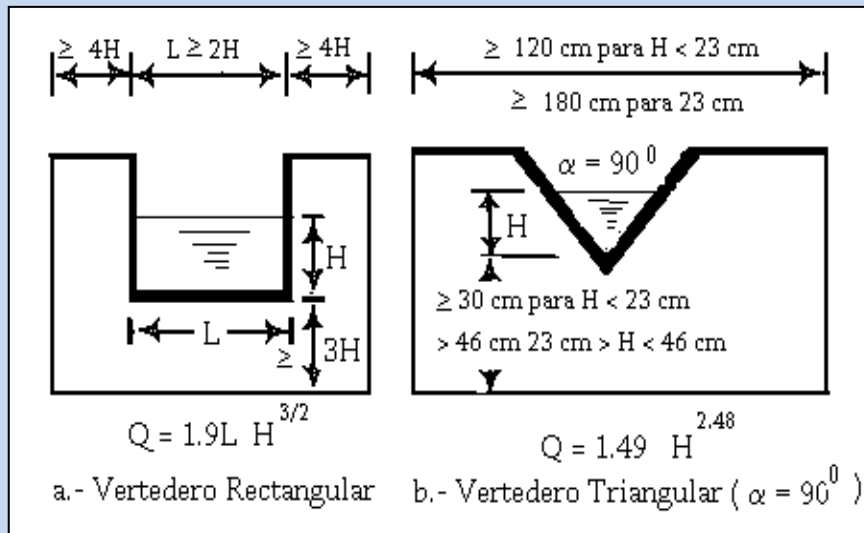 ≥ 4H
L ≥ 2H
≥ 4H
H
L
≥ 3H
Q = 1.9L H^3/2
a.- Vertedero Rectangular
≥ 120 cm para H < 23 cm
≥ 180 cm para 23 cm
α = 90⁰
H
≥ 30 cm para H < 23 cm
> 46 cm 23 cm > H < 46 cm
Q = 1.49 H^2.48
b.- Vertedero Triangular ( α = 90⁰ )